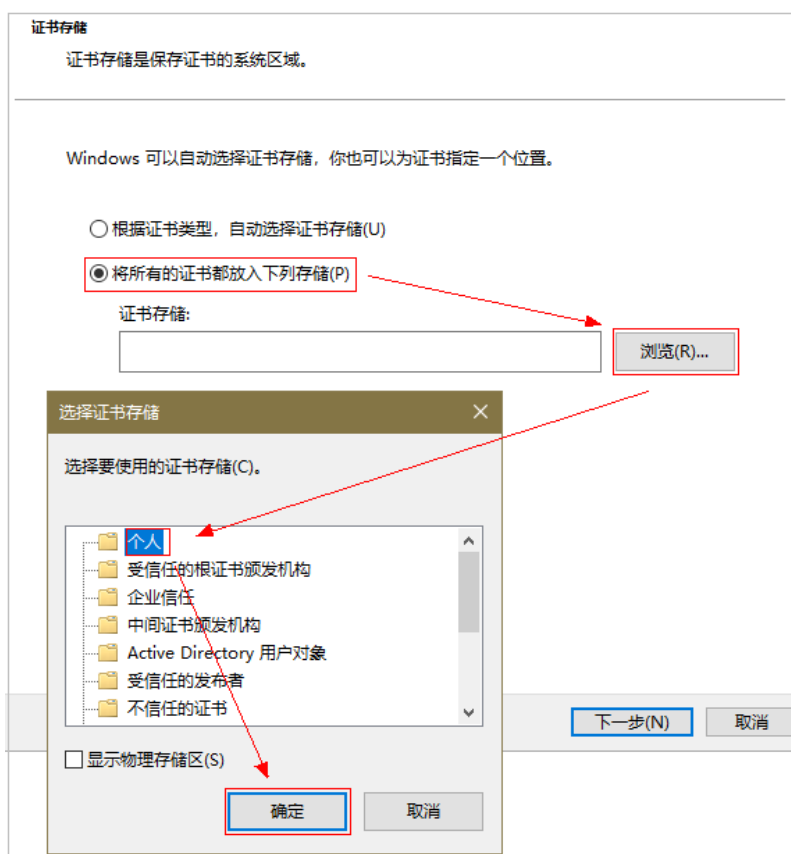 证书存储
证书存储是保存证书的系统区域。
Windows 可以自动选择证书存储，你也可以为证书指定一个位置。
根据证书类型，自动选择证书存储(U)
将所有的证书都放入下列存储(P)
证书存储:
浏览(R)...
选择证书存储
选择要使用的证书存储(C)。
个人
受信任的根证书颁发机构
企业信任
中间证书颁发机构
Active Directory 用户对象
受信任的发布者
不信任的证书
显示物理存储区(S)
确定
取消
下一步(N)
取消